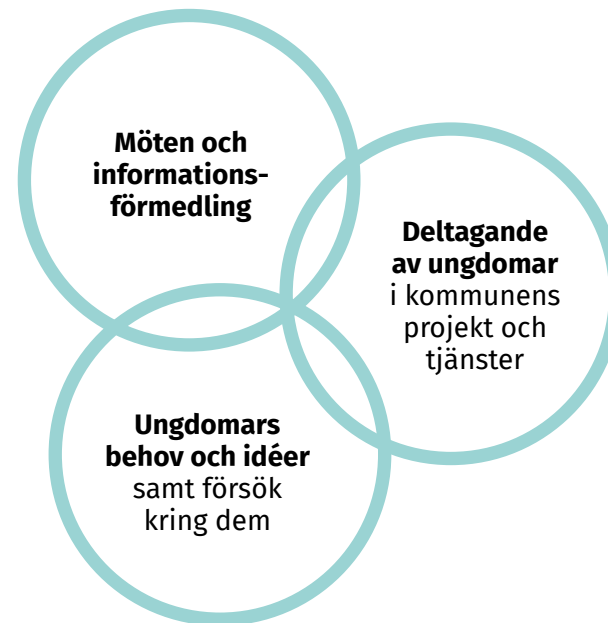 Möten och
informations-
förmedling
Deltagande
av ungdomar
i kommunens
projekt och
tjänster
Ungdomars
behov och idéer
samt försök
kring dem